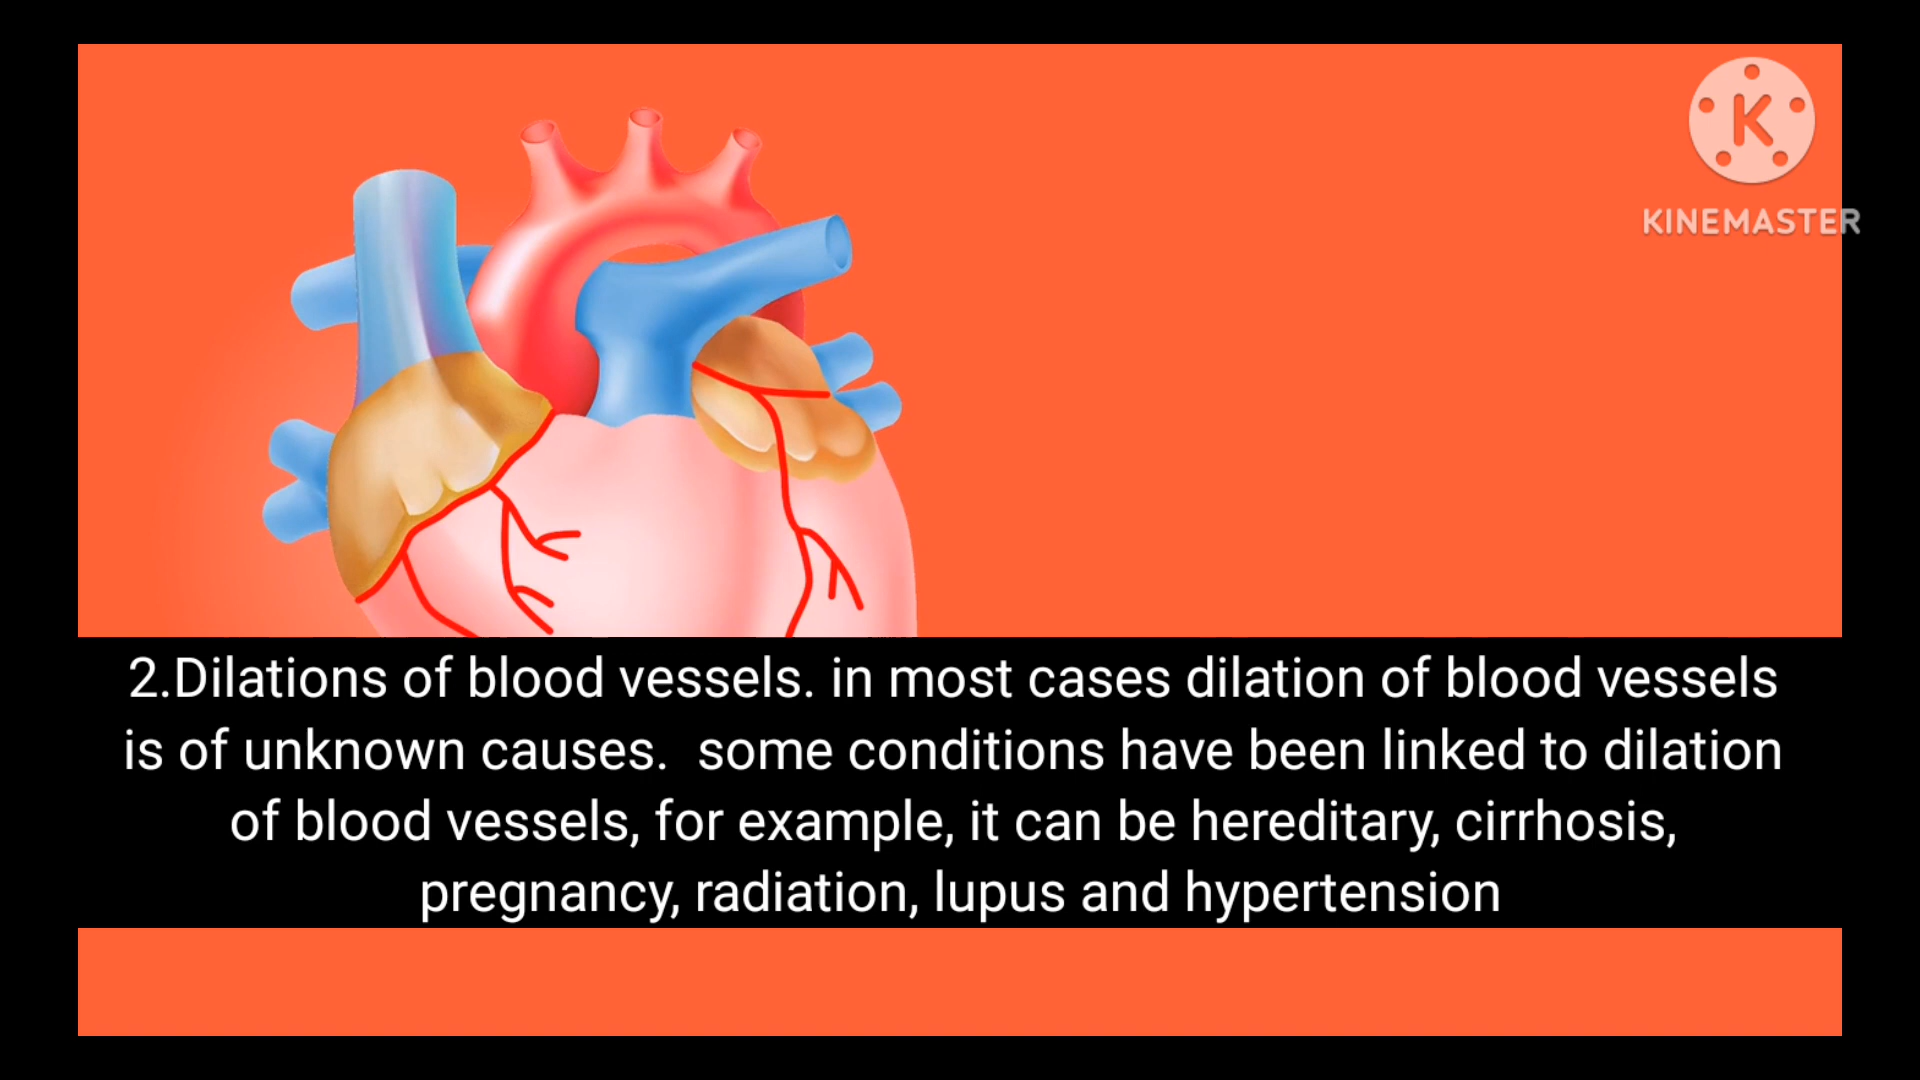 K
KINEMASTER
2.Dilations of blood vessels. in most cases dilation of blood vessels
is of unknown causes.  some conditions have been linked to dilation
of blood vessels, for example, it can be hereditary, cirrhosis,
pregnancy, radiation, lupus and hypertension